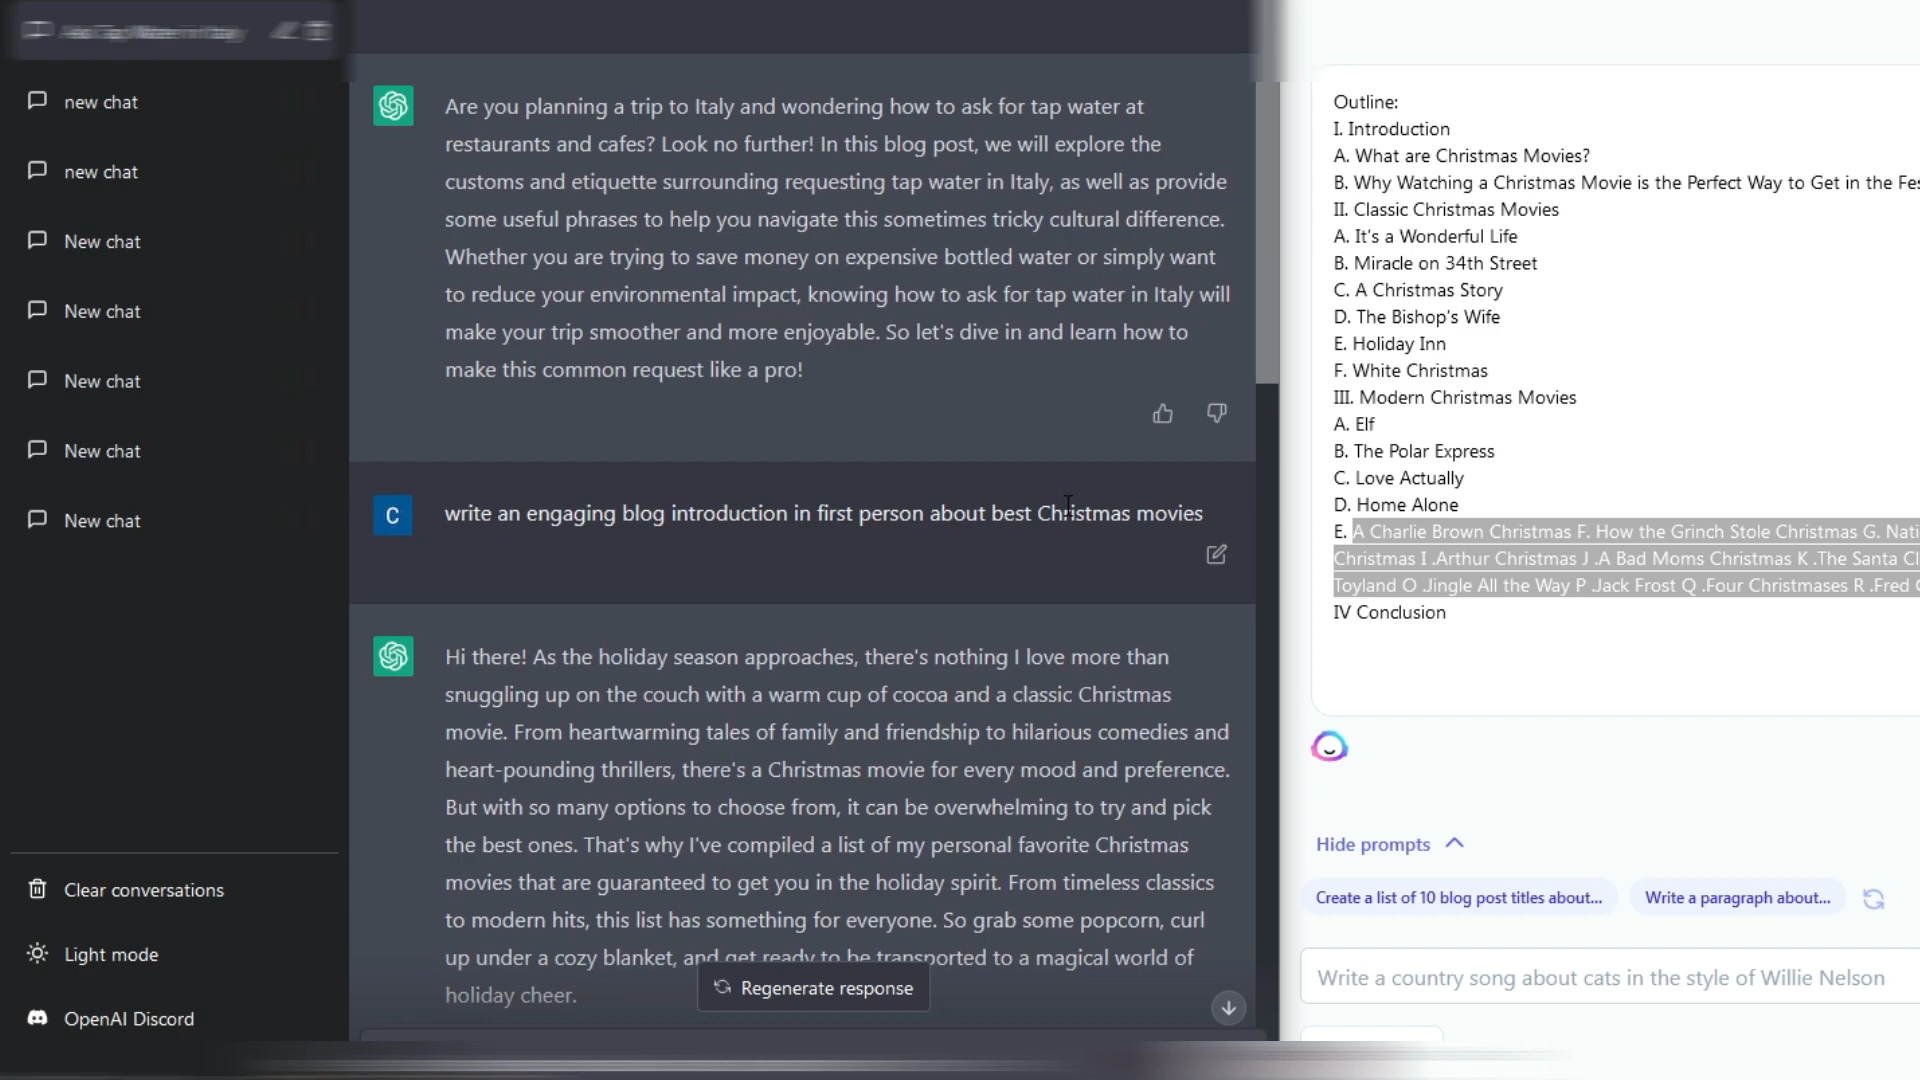 new chat
new chat
New chat
New chat
New chat
New chat
New chat
Clear conversations
Light mode
OpenAI Discord
Are you planning a trip to Italy and wondering how to ask for tap water at
restaurants and cafes? Look no further! In this blog post, we will explore the
customs and etiquette surrounding requesting tap water in Italy, as well as provide
some useful phrases to help you navigate this sometimes tricky cultural difference.
Whether you are trying to save money on expensive bottled water or simply want
to reduce your environmental impact, knowing how to ask for tap water in Italy will
make your trip smoother and more enjoyable. So let's dive in and learn how to
make this common request like a pro!
C
write an engaging blog introduction in first person about best Christmas movies
Hi there! As the holiday season approaches, there's nothing I love more than
snuggling up on the couch with a warm cup of cocoa and a classic Christmas
movie. From heartwarming tales of family and friendship to hilarious comedies and
heart-pounding thrillers, there's a Christmas movie for every mood and preference.
But with so many options to choose from, it can be overwhelming to try and pick
the best ones. That's why I've compiled a list of my personal favorite Christmas
movies that are guaranteed to get you in the holiday spirit. From timeless classics
to modern hits, this list has something for everyone. So grab some popcorn, curl
up under a cozy blanket, and get ready to be transported to a magical world of
holiday cheer.
Regenerate response
Outline:
I. Introduction
A. What are Christmas Movies?
B. Why Watching a Christmas Movie is the Perfect Way to Get in the Fes
II. Classic Christmas Movies
A. It's a Wonderful Life
B. Miracle on 34th Street
C. A Christmas Story
D. The Bishop's Wife
E. Holiday Inn
F. White Christmas
III. Modern Christmas Movies
A. Elf
B. The Polar Express
C. Love Actually
D. Home Alone
E. A Charlie Brown Christmas F. How the Grinch Stole Christmas G. Nati
Christmas I .Arthur Christmas J .A Bad Moms Christmas K .The Santa Cl
Toyland O .Jingle All the Way P .Jack Frost Q .Four Christmases R .Fred
IV Conclusion
Hide prompts
Create a list of 10 blog post titles about...
Write a paragraph about...
Write a country song about cats in the style of Willie Nelson